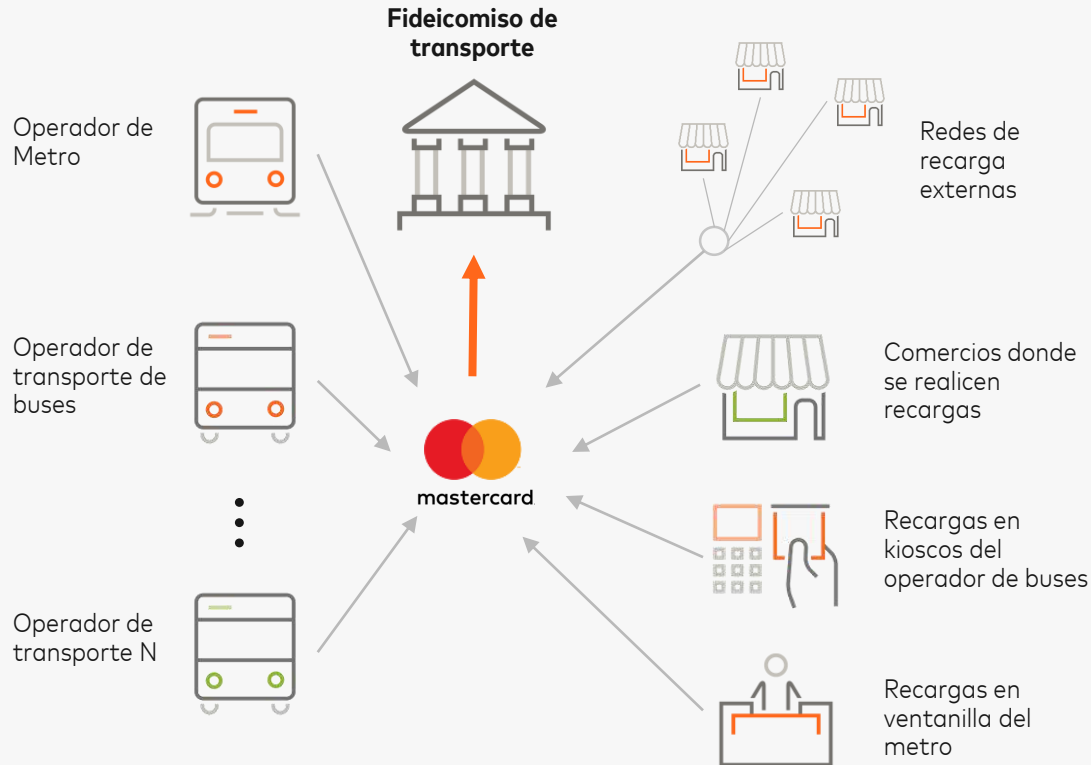 Fideicomiso de
transporte
Operador de
Metro
Redes de
recarga
externas
Operador de
transporte de
buses
Comercios donde
se realicen
recargas
mastercard
Recargas en
kioscos del
operador de buses
Operador de
transporte N
Recargas en
ventanilla del
metro